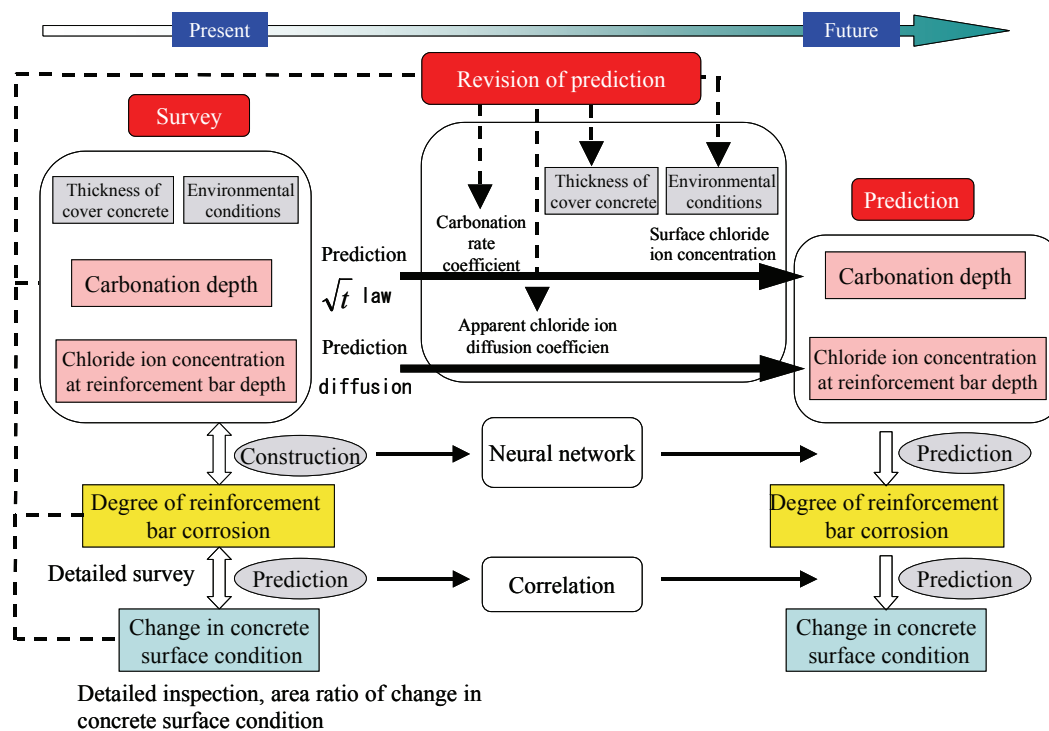 Present
Future
Revision of prediction
Survey
Thickness of
cover concrete
Environmental
conditions
Thickness of
cover concrete
Environmental
conditions
Prediction
Carbonation
rate
coefficient
Surface chloride
ion concentration
Prediction
√t law
Carbonation depth
Carbonation depth
Apparent chloride ion
diffusion coefficien
Prediction
diffusion
Chloride ion concentration
at reinforcement bar depth
Chloride ion concentration
at reinforcement bar depth
Construction
Neural network
Prediction
Degree of reinforcement
bar corrosion
Degree of reinforcement
bar corrosion
Detailed survey
Prediction
Correlation
Prediction
Change in concrete
surface condition
Change in concrete
surface condition
Detailed inspection, area ratio of change in
concrete surface condition